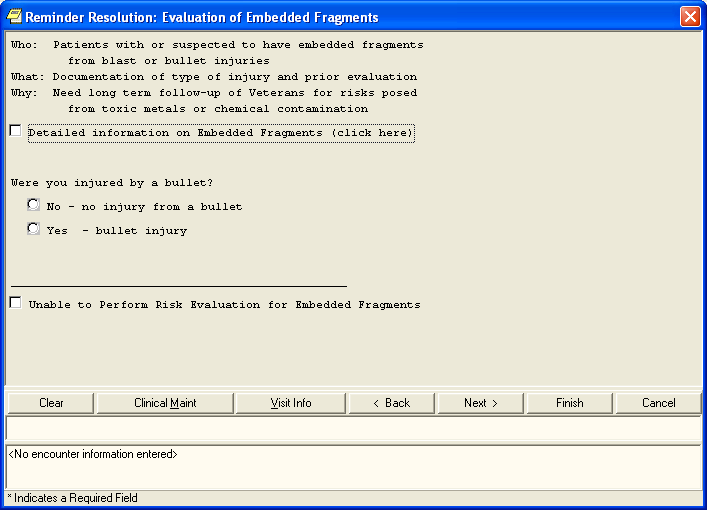 Reminder Resolution: Evaluation of Embedded Fragments
Who: Patients with or suspected to have embedded fragments
from blast or bullet injuries
What: Documentation of type of injury and prior evaluation
Why: Need long term follow-up of Veterans for risks posed
from toxic metals or chemical contamination
Detailed information on Embedded Fragments (click here)
Were you injured by a bullet?
No - no injury from a bullet
Yes - bullet injury
Unable to Perform Risk Evaluation for Embedded Fragments
Clear Clinical Maint Visit Info < Back Next > Finish Cancel
<No encounter information entered>
* Indicates a Required Field